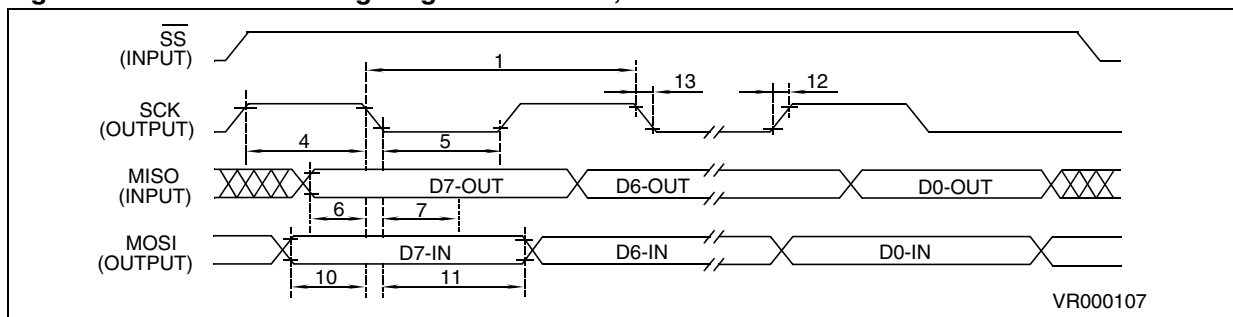 SS
(INPUT)
1
13
12
SCK
(OUTPUT)
4
5
MISO
(INPUT)
D7-OUT
D6-OUT
D0-OUT
6
7
MOSI
(OUTPUT)
D7-IN
D6-IN
D0-IN
10
11
VR000107